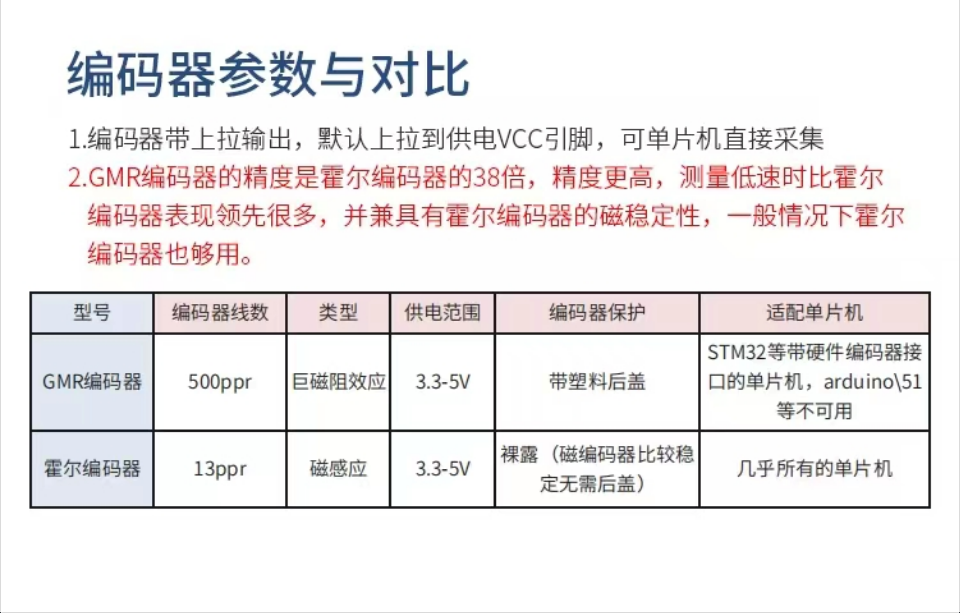 编码器参数与对比
1.编码器带上拉输出，默认上拉到供电VCC引脚，可单片机直接采集
2.GMR编码器的精度是霍尔编码器的38倍，精度更高，测量低速时比霍尔
编码器表现领先很多，并兼具有霍尔编码器的磁稳定性，一般情况下霍尔
编码器也够用。
型号 编码器线数 类型 供电范围 编码器保护 适配单片机
GMR编码器 500ppr 巨磁阻效应 3.3-5V 带塑料后盖
STM32等带硬件编码器接
口的单片机，arduino\51
等不可用
霍尔编码器 13ppr 磁感应 3.3-5V
裸露（磁编码器比较稳
定无需后盖）
几乎所有的单片机